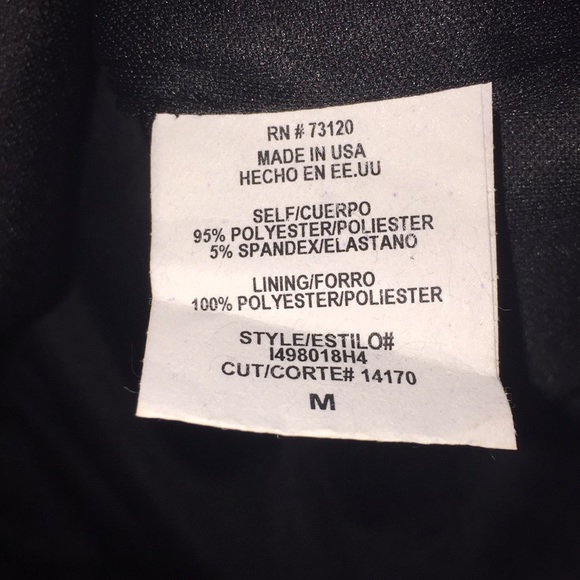 RN # 73120
MADE IN USA
HECHO EN EE.UU
SELF/CUERPO
95% POLYESTER/POLIESTER
5% SPANDEX/ELASTANO
LINING/FORRO
100% POLYESTER/POLIESTER
STYLE/ESTILO#
I498018H4
CUT/CORTE# 14170
M